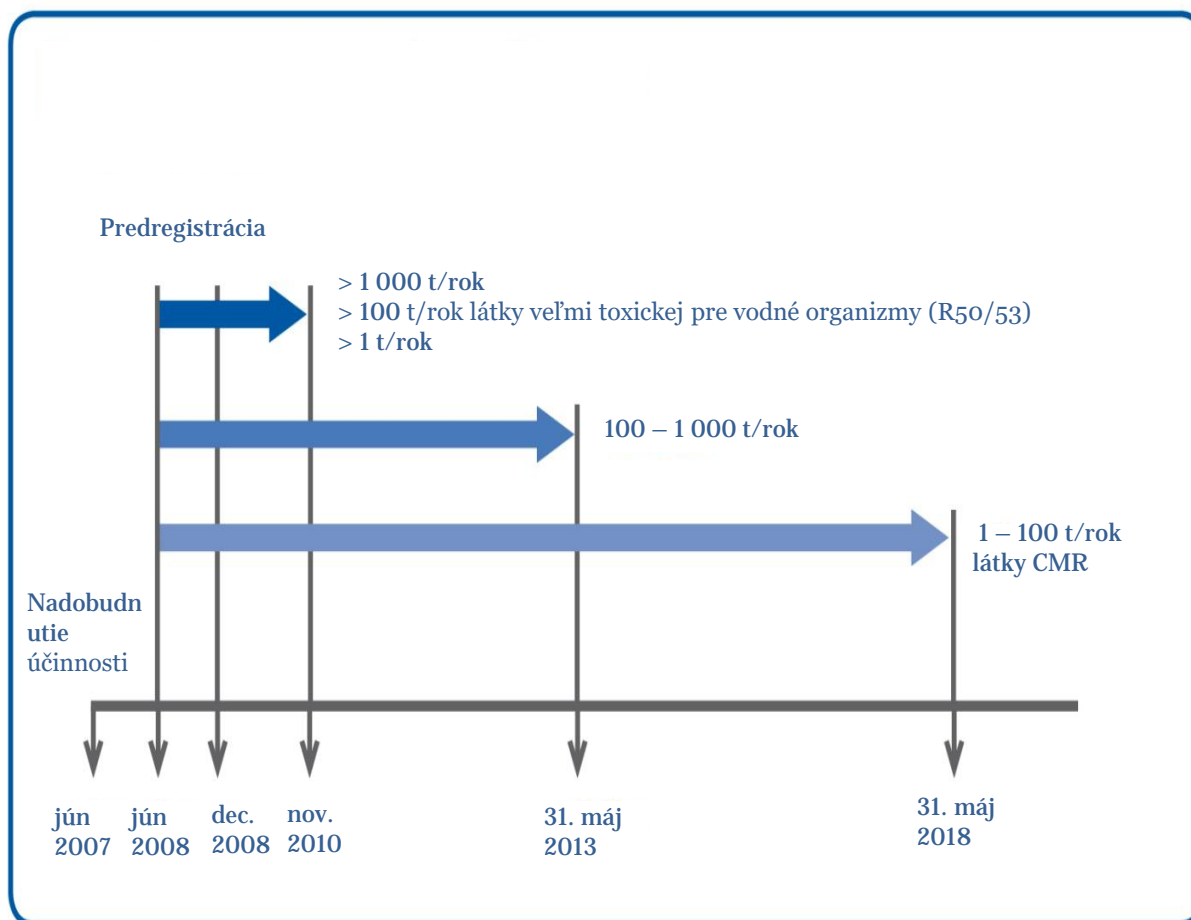 Predregistrácia
> 1 000 t/rok
> 100 t/rok látky veľmi toxickej pre vodné organizmy (R50/53)
> 1 t/rok
100 – 1 000 t/rok
1 – 100 t/rok
látky CMR
Nadobudn
utie
účinnosti
jún
2007
jún
2008
dec.
2008
nov.
2010
31. máj
2013
31. máj
2018